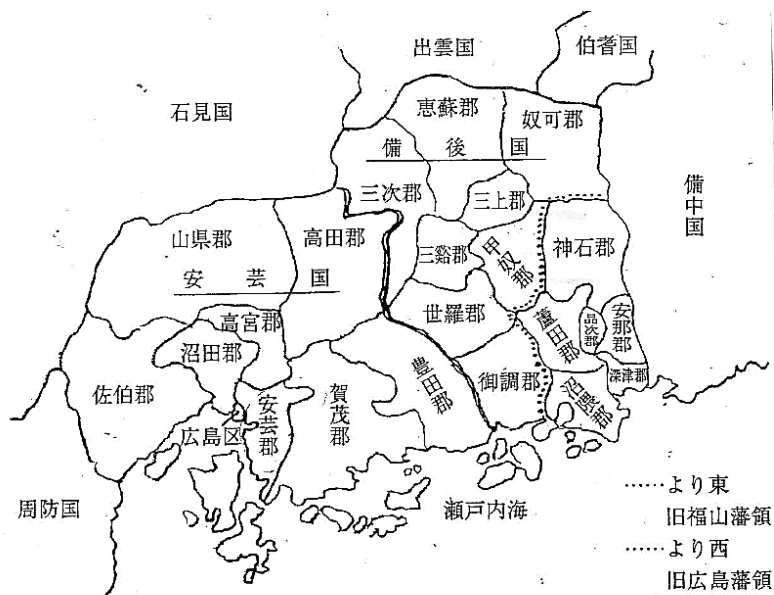 出雲国
伯耆国
石見国
恵蘇郡
奴可郡
備後国
三次郡
三上郡
備中国
山県郡
高田郡
三谿郡
甲奴郡
神石郡
安芸国
世羅郡
蘆田郡
品次郡
安那郡
高宮郡
沼田郡
佐伯郡
広島区
安芸郡
賀茂郡
豊田郡
御調郡
沼隈郡
深津郡
周防国
瀬戸内海
……より東
旧福山藩領
……より西
旧広島藩領